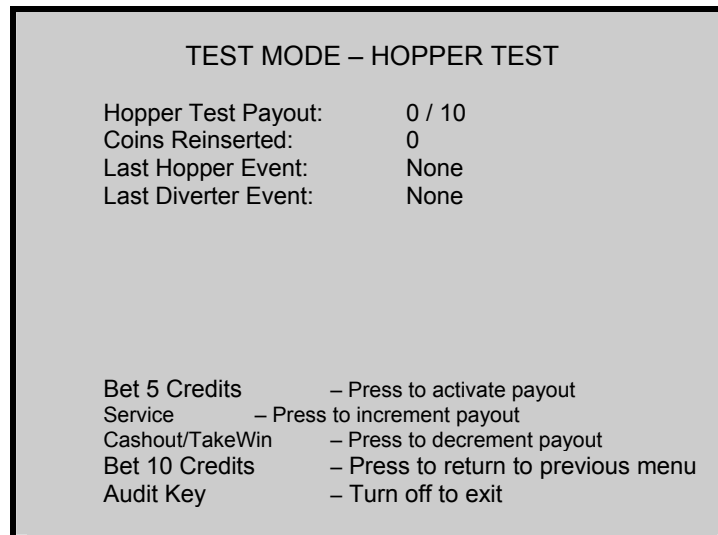 TEST MODE – HOPPER TEST
Hopper Test Payout: 0 / 10
Coins Reinserted: 0
Last Hopper Event: None
Last Diverter Event: None
Bet 5 Credits – Press to activate payout
Service – Press to increment payout
Cashout/TakeWin – Press to decrement payout
Bet 10 Credits – Press to return to previous menu
Audit Key – Turn off to exit